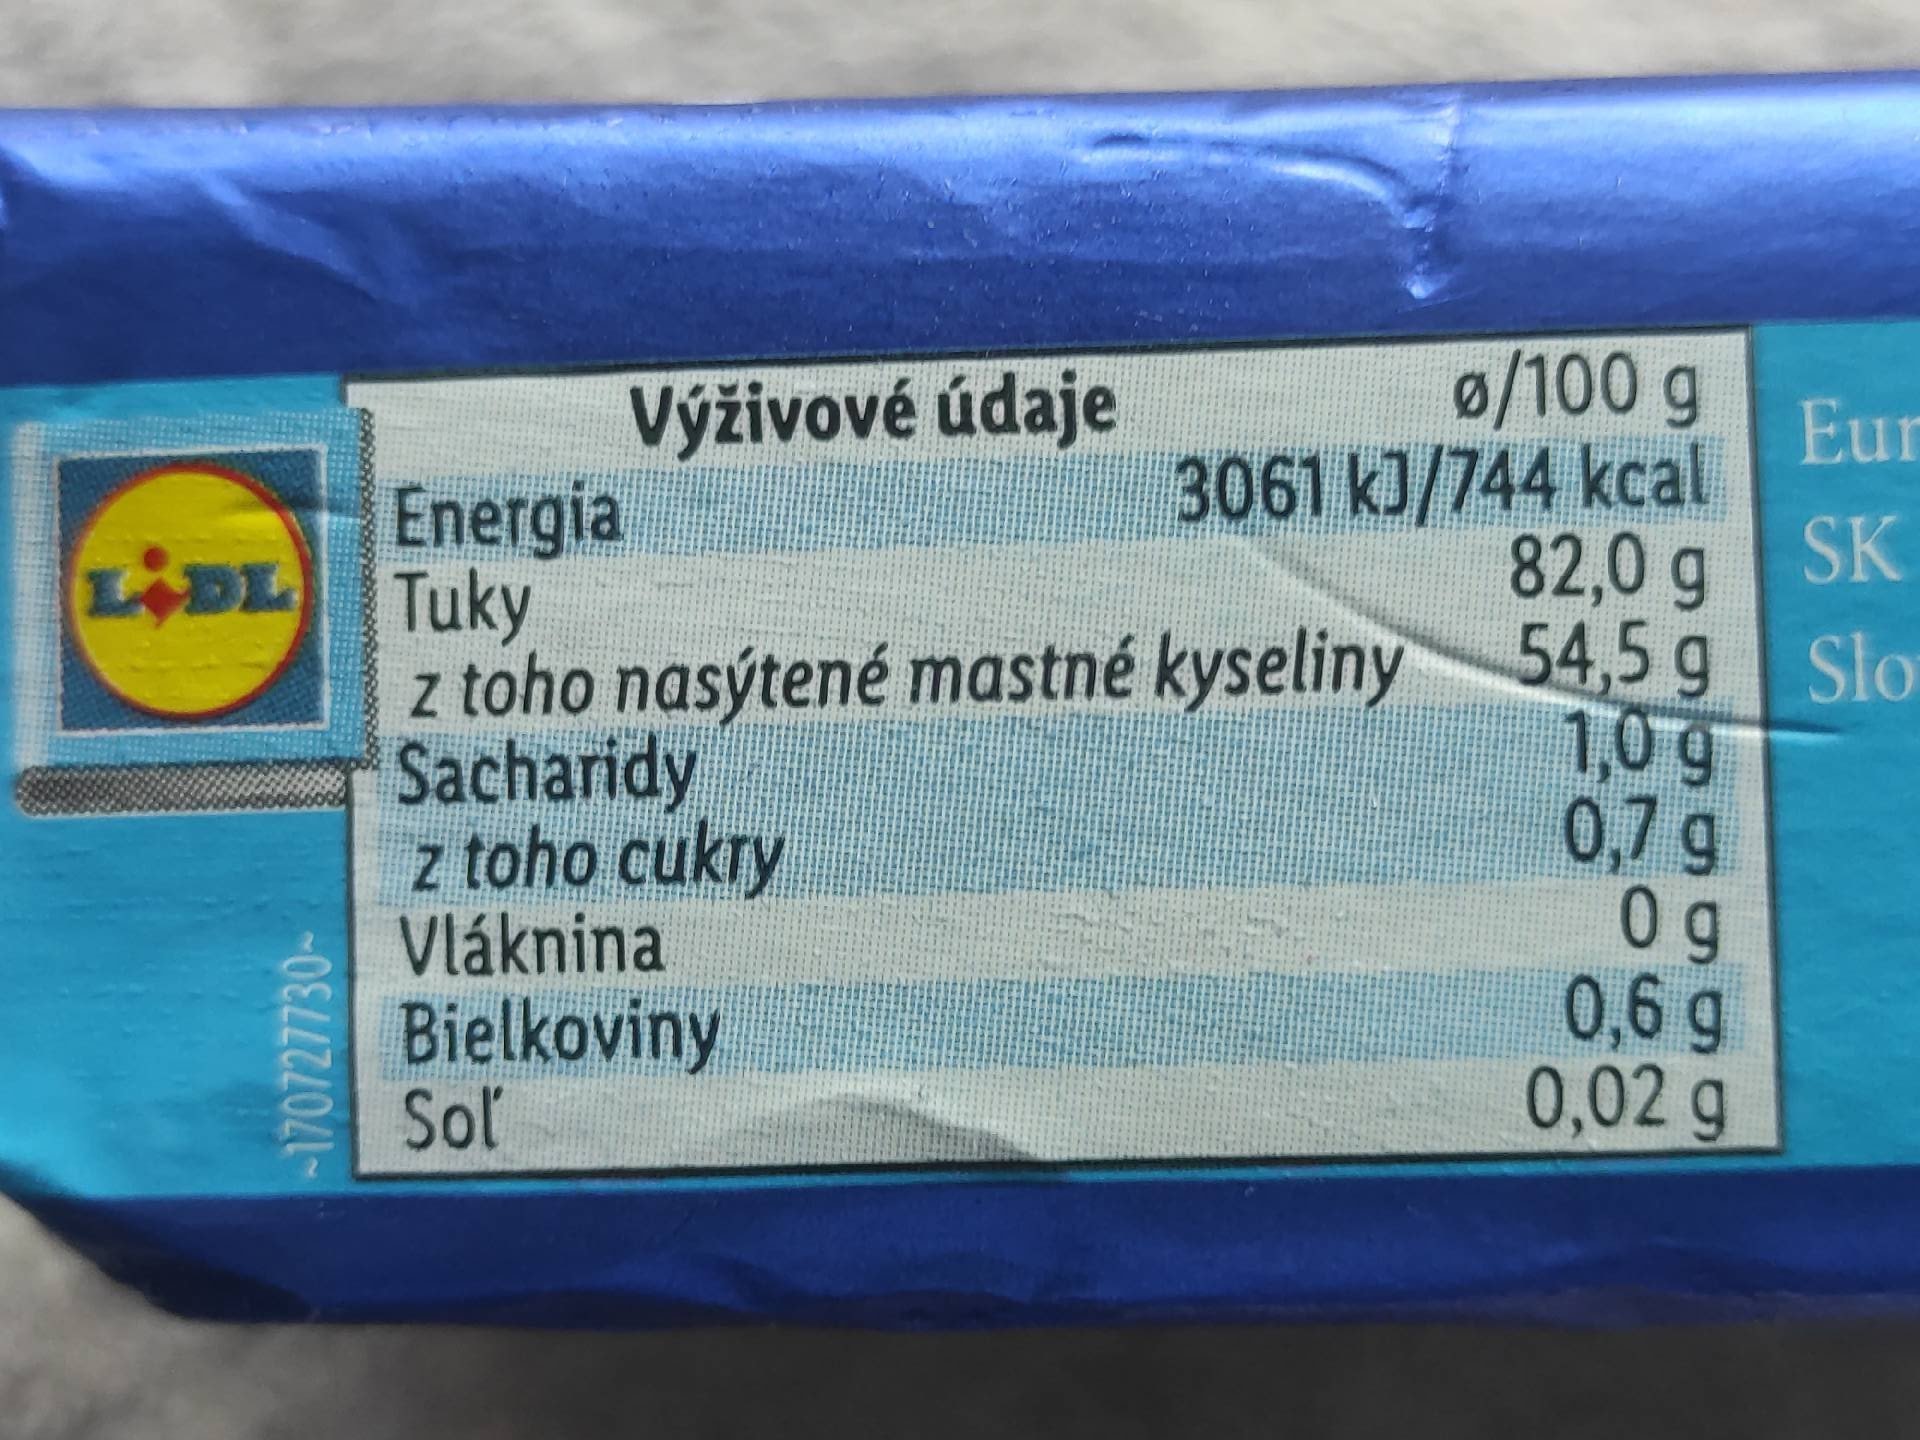 Výživové údaje ø/100 g
Energia 3061 kJ/744 kcal
Tuky 82,0 g
z toho nasýtené mastné kyseliny 54,5 g
Sacharidy 1,0 g
z toho cukry 0,7 g
Vláknina 0 g
Bielkoviny 0,6 g
Soľ 0,02 g
LIDL
~170727730~
Eur
SK
Slo